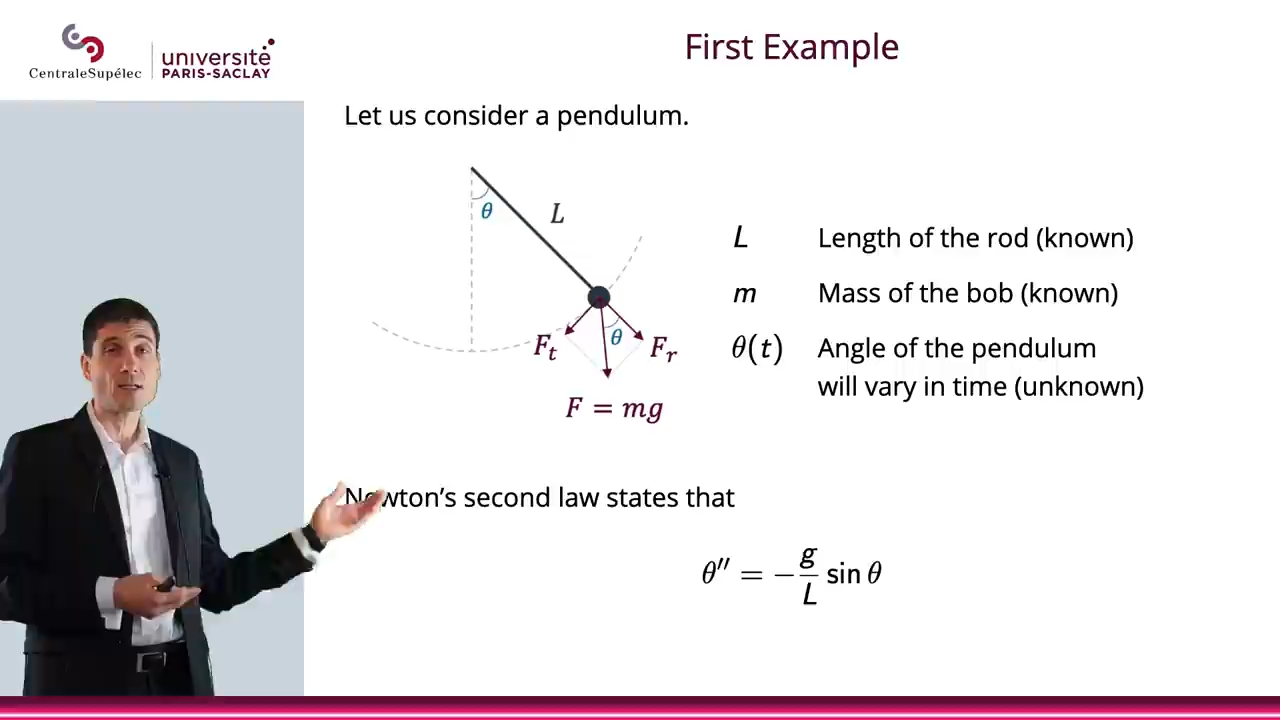 CentraleSupélec
université
PARIS-SACLAY
First Example
Let us consider a pendulum.
θ
L
θ
F_t
F_r
F = mg
L Length of the rod (known)
m Mass of the bob (known)
θ(t) Angle of the pendulum
will vary in time (unknown)
Newton's second law states that
θ″ = −g/L sin θ